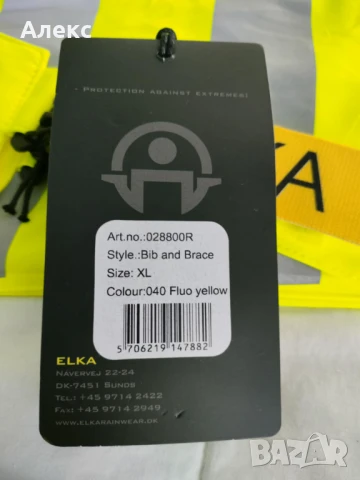 Алекс
· Protection against extremes!
KA
Art.no.:028800R
Style.:Bib and Brace
Size: XL
Colour:040 Fluo yellow
5 706219 147882
ELKA
Navervej 22-24
DK-7451 Sunds
Tel.: +45 9714 2422
Fax: +45 9714 2949
www.elkarainwear.dk
BAZAR